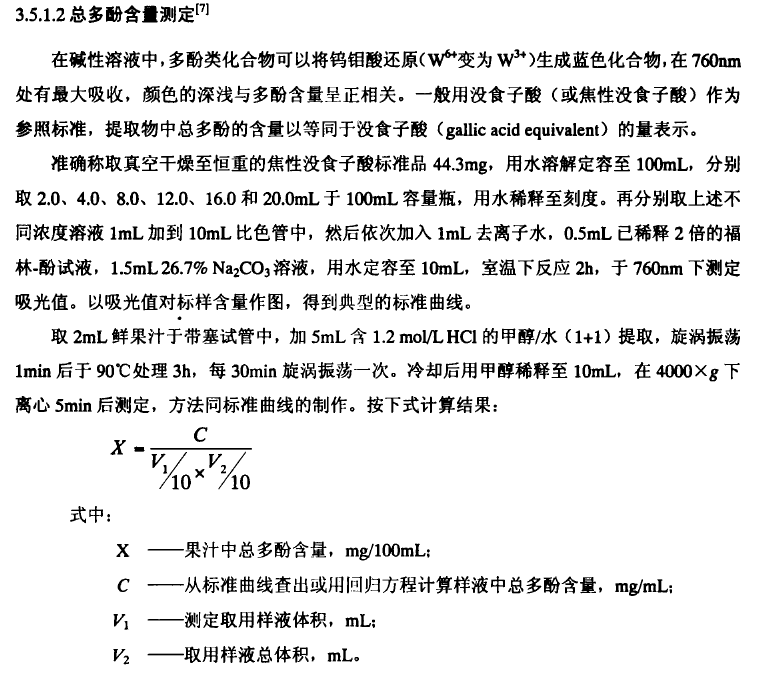 3.5.1.2 总多酚含量测定[7]
在碱性溶液中，多酚类化合物可以将钨钼酸还原（W6+变为 W3+）生成蓝色化合物，在 760nm
处有最大吸收，颜色的深浅与多酚含量呈正相关。一般用没食子酸（或焦性没食子酸）作为
参照标准，提取物中总多酚的含量以等同于没食子酸（gallic acid equivalent）的量表示。
准确称取真空干燥至恒重的焦性没食子酸标准品 44.3mg，用水溶解定容至 100mL，分别
取 2.0、4.0、8.0、12.0、16.0 和 20.0mL 于 100mL 容量瓶，用水稀释至刻度。再分别取上述不
同浓度溶液 1mL 加到 10mL 比色管中，然后依次加入 1mL 去离子水，0.5mL 已稀释 2 倍的福
林-酚试液，1.5mL 26.7% Na2CO3 溶液，用水定容至 10mL，室温下反应 2h，于 760nm 下测定
吸光值。以吸光值对标样含量作图，得到典型的标准曲线。
取 2mL 鲜果汁于带塞试管中，加 5mL 含 1.2 mol/L HCl 的甲醇/水（1+1）提取，旋涡振荡
1min 后于 90℃处理 3h，每 30min 旋涡振荡一次。冷却后用甲醇稀释至 10mL，在 4000×g 下
离心 5min 后测定，方法同标准曲线的制作。按下式计算结果：
X = C / (V1/10 × V2/10)
式中：
X ——果汁中总多酚含量，mg/100mL；
C ——从标准曲线查出或用回归方程计算样液中总多酚含量，mg/mL；
V1 ——测定取用样液体积，mL；
V2 ——取用样液总体积，mL。